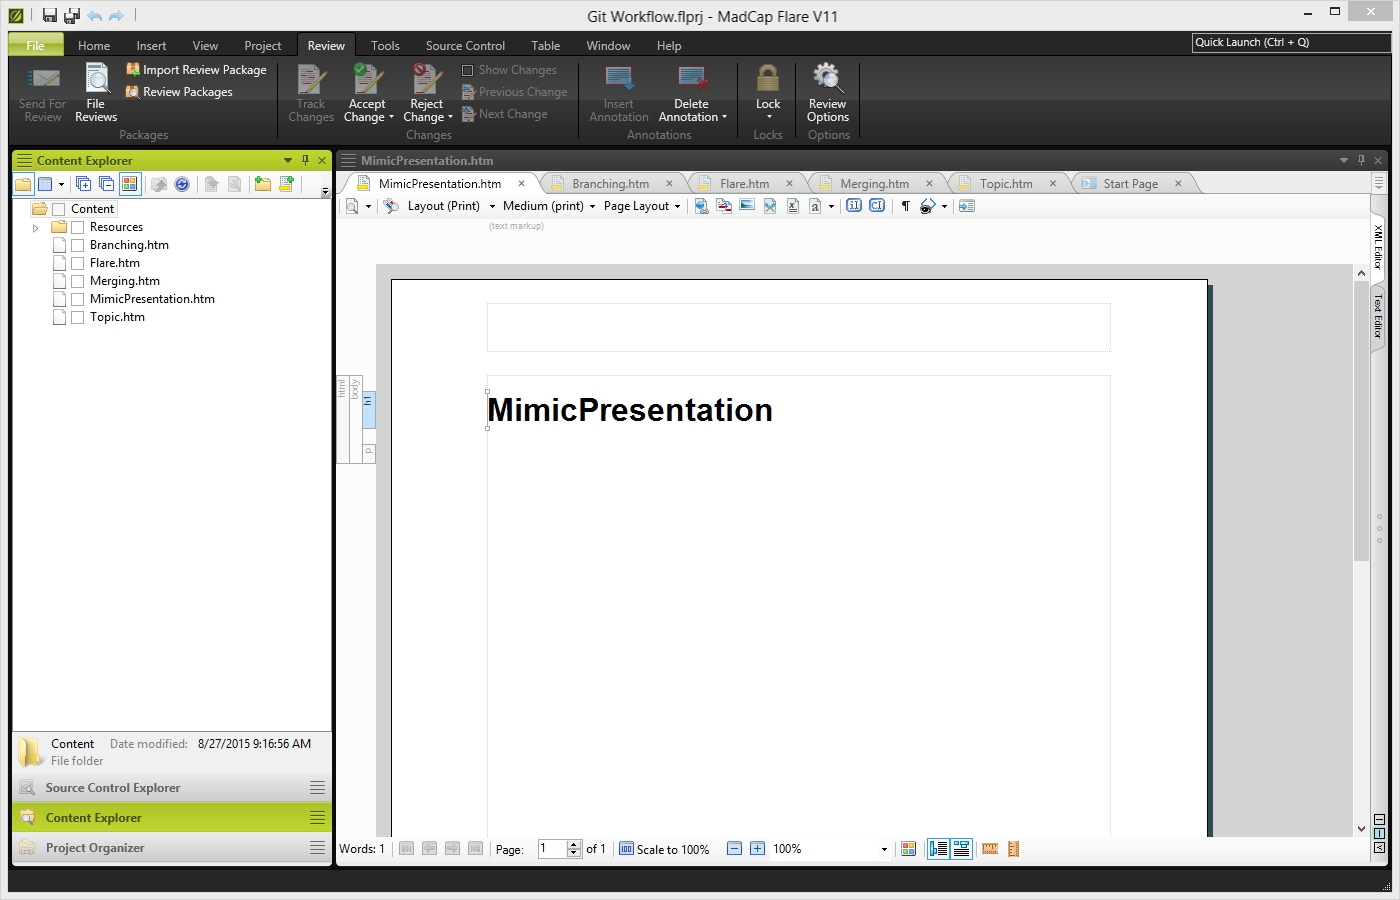 Git Workflow.flprj - MadCap Flare V11
File Home Insert View Project Review Tools Source Control Table Window Help
Quick Launch (Ctrl + Q)
Send For Review
File Reviews
Import Review Package
Review Packages
Packages
Track Changes
Accept Change
Reject Change
Show Changes
Previous Change
Next Change
Changes
Insert Annotation
Delete Annotation
Annotations
Lock
Locks
Review Options
Options
Content Explorer
Content
Resources
Branching.htm
Flare.htm
Merging.htm
MimicPresentation.htm
Topic.htm
Content Date modified: 8/27/2015 9:16:56 AM
File folder
Source Control Explorer
Content Explorer
Project Organizer
MimicPresentation.htm
MimicPresentation.htm Branching.htm Flare.htm Merging.htm Topic.htm Start Page
Layout (Print) Medium (print) Page Layout
(text markup)
html
body
h1
p
MimicPresentation
XML Editor
Text Editor
Words: 1 Page: 1 of 1 Scale to 100% 100%